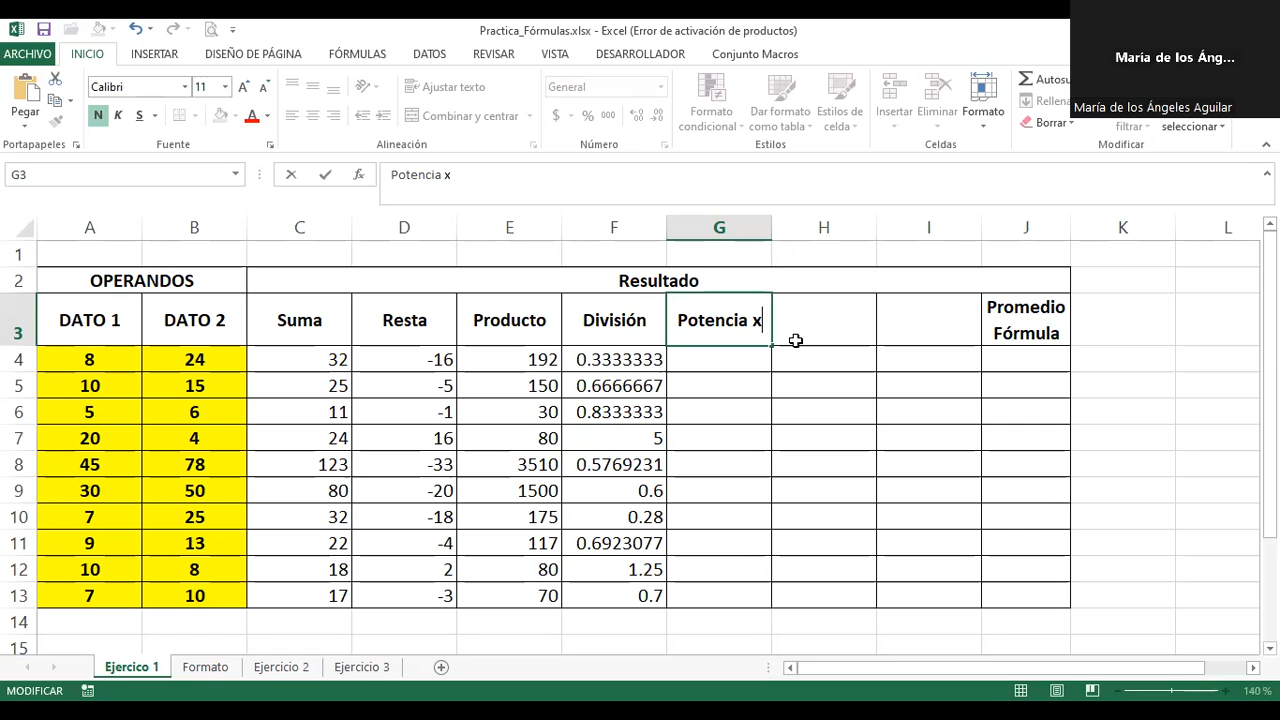 Practica_Fórmulas.xlsx - Excel (Error de activación de productos)
María de los Áng...
María de los Ángeles Aguilar
ARCHIVO INICIO INSERTAR DISEÑO DE PÁGINA FÓRMULAS DATOS REVISAR VISTA DESARROLLADOR Conjunto Macros
Pegar
Calibri 11
N K S
Ajustar texto
Combinar y centrar
General
$ % 000
Formato condicional
Dar formato como tabla
Estilos de celda
Insertar Eliminar Formato
Autosu
Rellena
Borrar
filtrar seleccionar
Portapapeles Fuente Alineación Número Estilos Celdas Modificar
G3 fx Potencia x
A B C D E F G H I J K L
1
2 OPERANDOS Resultado
3 DATO 1 DATO 2 Suma Resta Producto División Potencia x Promedio Fórmula
4 8 24 32 -16 192 0.3333333
5 10 15 25 -5 150 0.6666667
6 5 6 11 -1 30 0.8333333
7 20 4 24 16 80 5
8 45 78 123 -33 3510 0.5769231
9 30 50 80 -20 1500 0.6
10 7 25 32 -18 175 0.28
11 9 13 22 -4 117 0.6923077
12 10 8 18 2 80 1.25
13 7 10 17 -3 70 0.7
14
15
Ejercico 1 Formato Ejercicio 2 Ejercicio 3
MODIFICAR 140 %